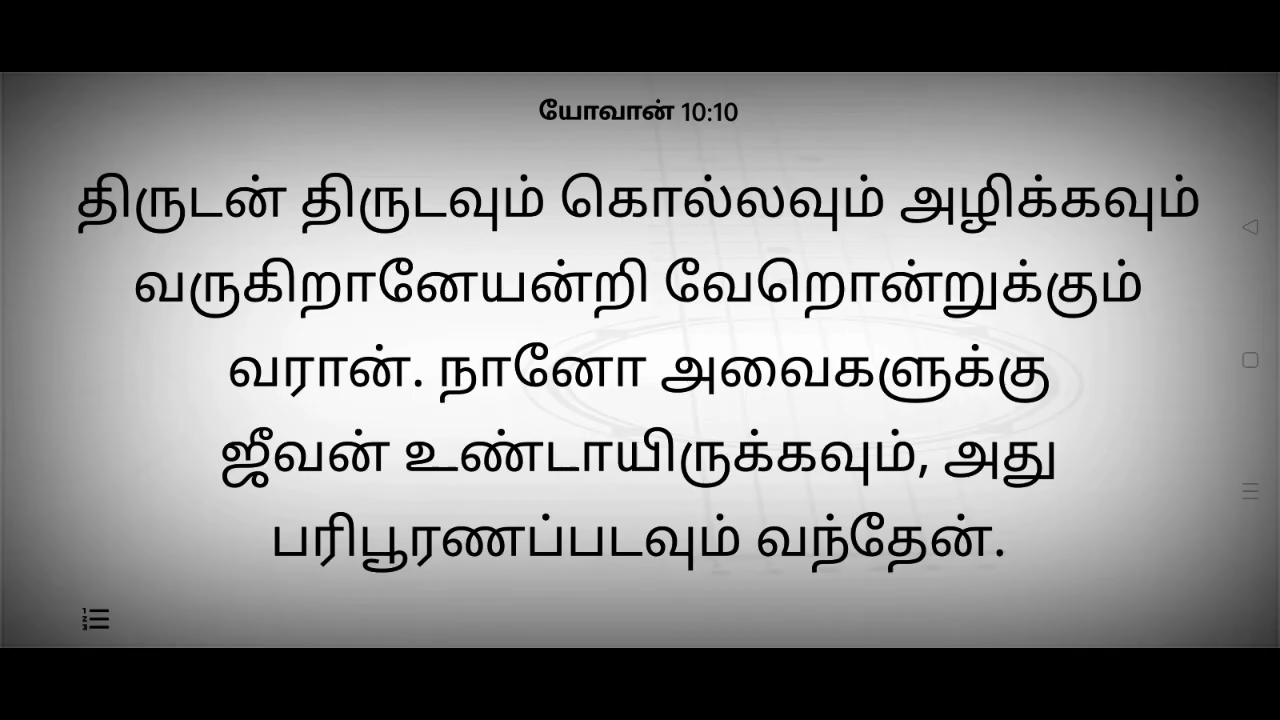 யோவான் 10:10
திருடன் திருடவும் கொல்லவும் அழிக்கவும்
வருகிறானேயன்றி வேறொன்றுக்கும்
வரான். நானோ அவைகளுக்கு
ஜீவன் உண்டாயிருக்கவும், அது
பரிபூரணப்படவும் வந்தேன்.